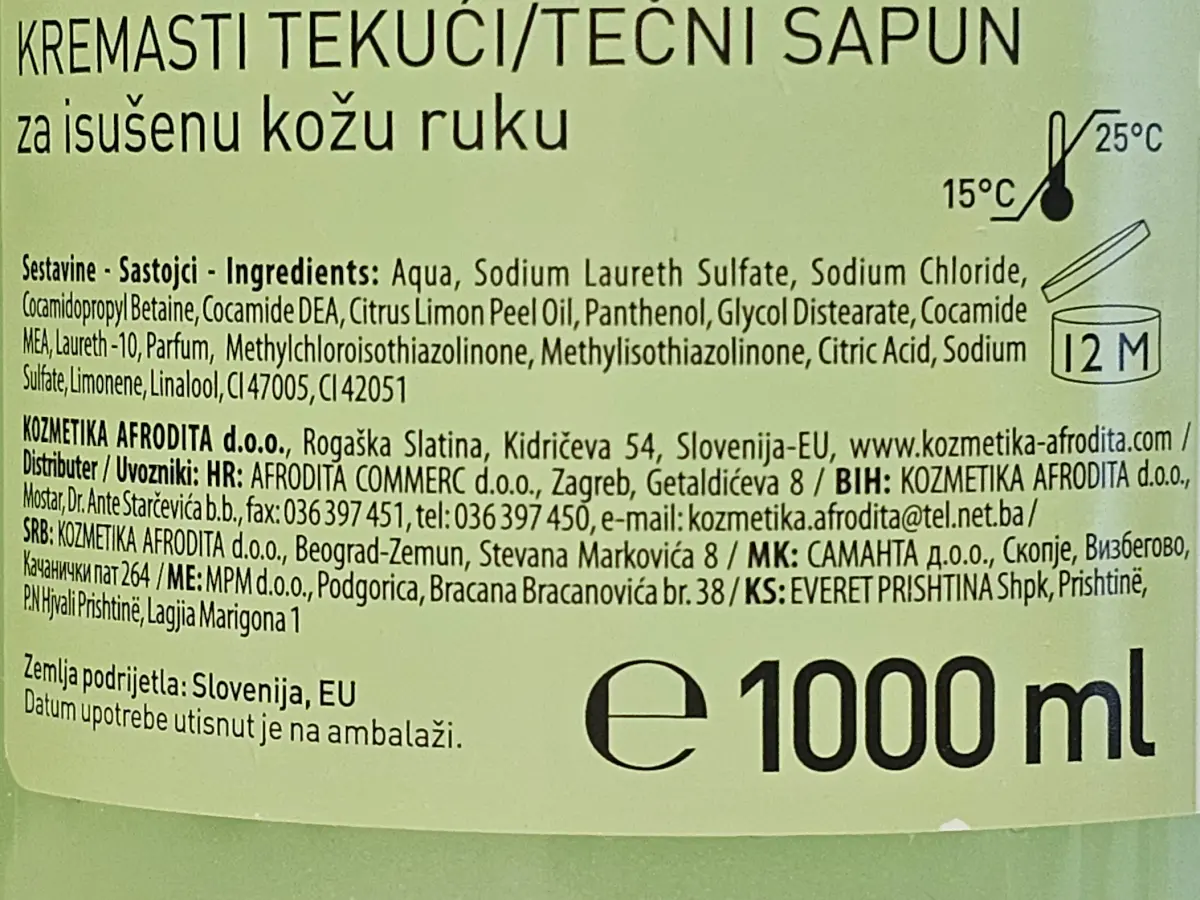 KREMASTI TEKUĆI/TEČNI SAPUN
za isušenu kožu ruku
25°C
15°C
Sestavine - Sastojci - Ingredients: Aqua, Sodium Laureth Sulfate, Sodium Chloride,
Cocamidopropyl Betaine, Cocamide DEA, Citrus Limon Peel Oil, Panthenol, Glycol Distearate, Cocamide
MEA, Laureth -10, Parfum, Methylchloroisothiazolinone, Methylisothiazolinone, Citric Acid, Sodium
Sulfate, Limonene, Linalool, CI 47005, CI 42051
12 M
KOZMETIKA AFRODITA d.o.o., Rogaška Slatina, Kidričeva 54, Slovenija-EU, www.kozmetika-afrodita.com /
Distributer / Uvozniki: HR: AFRODITA COMMERC d.o.o., Zagreb, Getaldićeva 8 / BIH: KOZMETIKA AFRODITA d.o.o.,
Mostar, Dr. Ante Starčevića b.b., fax: 036 397 451, tel: 036 397 450, e-mail: kozmetika.afrodita@tel.net.ba /
SRB: KOZMETIKA AFRODITA d.o.o., Beograd-Zemun, Stevana Markovića 8 / MK: САМАНТА д.о.о., Скопје, Визбегово,
Качанички пат 264 / ME: MPM d.o.o., Podgorica, Bracana Bracanovića br. 38 / KS: EVERET PRISHTINA Shpk, Prishtinë,
P.N Hjvali Prishtinë, Lagjia Marigona 1
Zemlja podrijetla: Slovenija, EU
Datum upotrebe utisnut je na ambalaži.
℮ 1000 ml